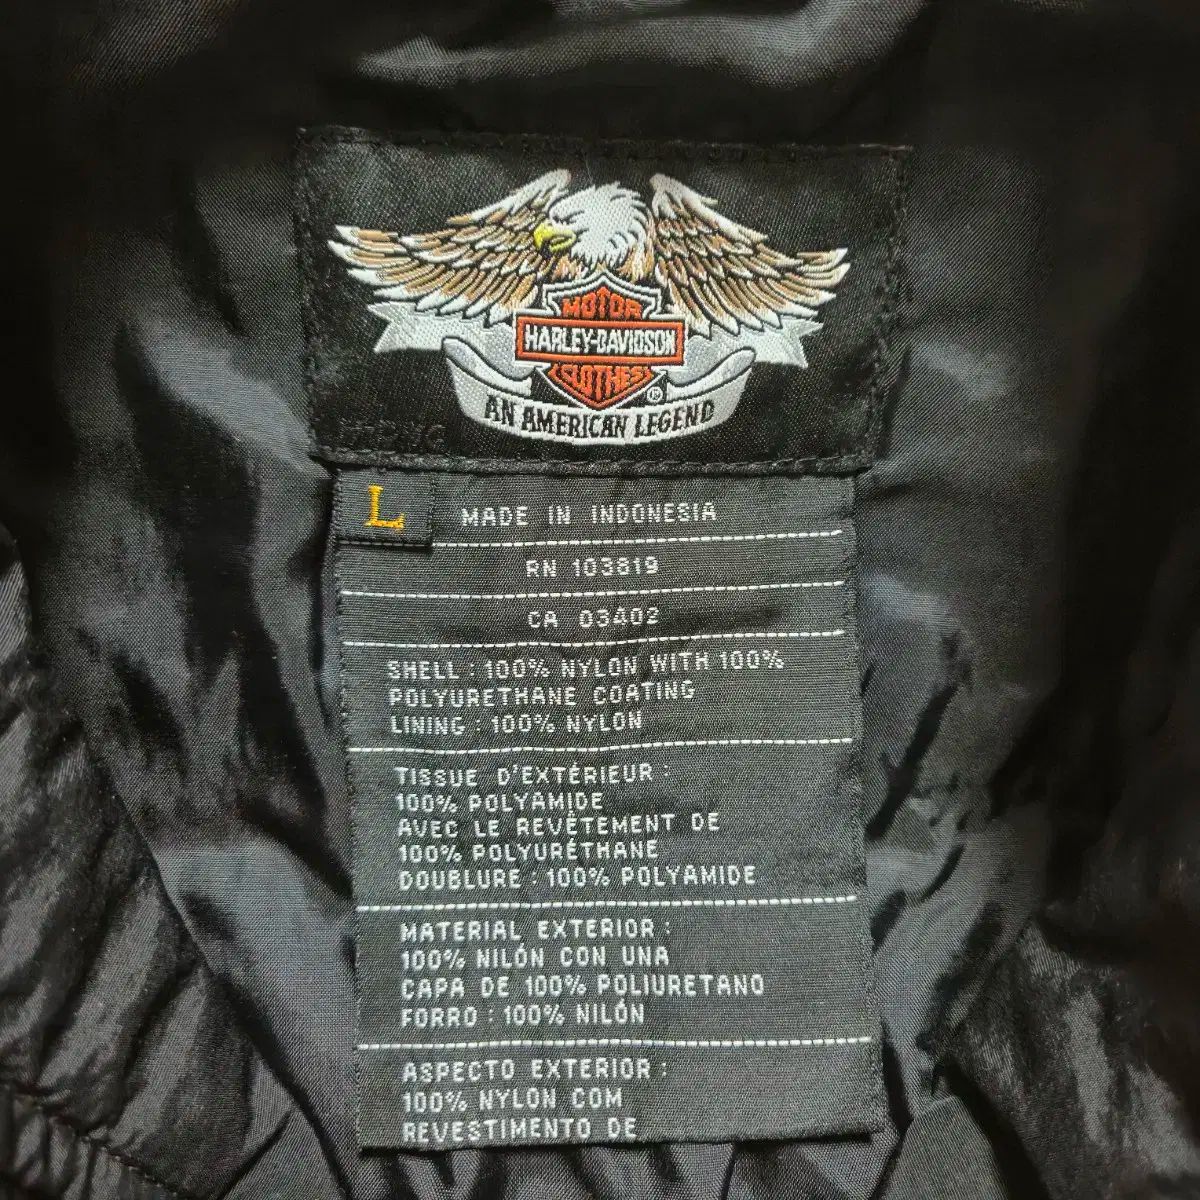 MOTOR
HARLEY-DAVIDSON
CLOTHES
®
AN AMERICAN LEGEND
L
MADE IN INDONESIA
RN 103819
CA 03402
SHELL : 100% NYLON WITH 100%
POLYURETHANE COATING
LINING : 100% NYLON
TISSUE D'EXTÉRIEUR :
100% POLYAMIDE
AVEC LE REVÊTEMENT DE
100% POLYURÉTHANE
DOUBLURE : 100% POLYAMIDE
MATERIAL EXTERIOR :
100% NILÓN CON UNA
CAPA DE 100% POLIURETANO
FORRO : 100% NILÓN
ASPECTO EXTERIOR :
100% NYLON COM
REVESTIMENTO DE